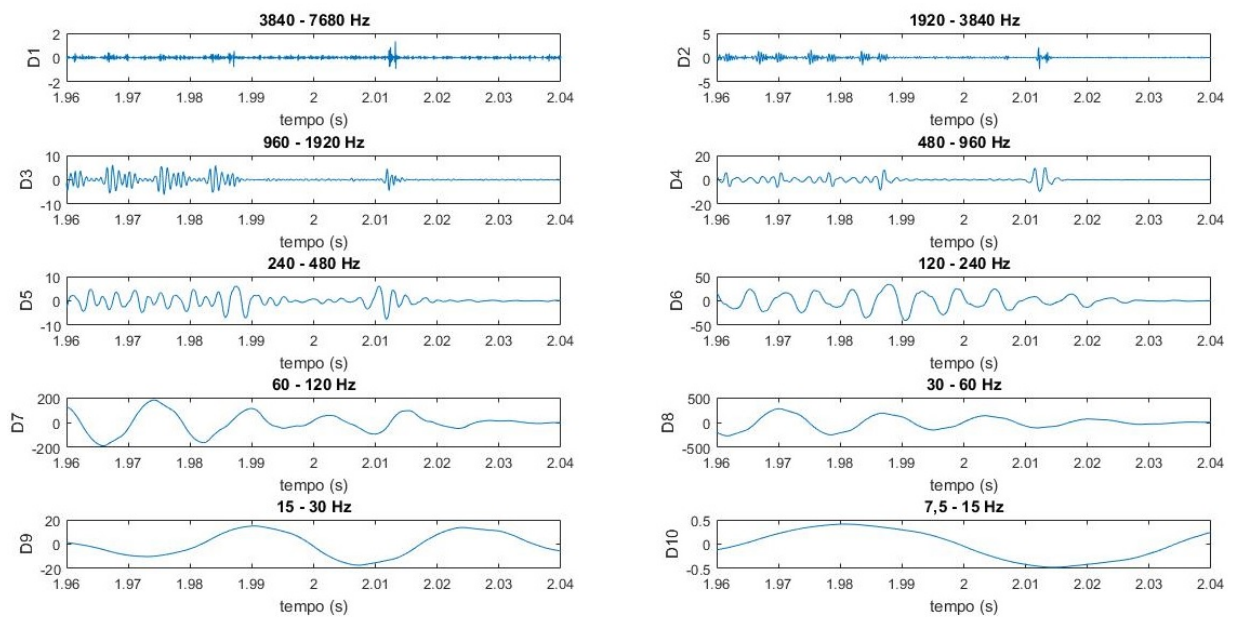 3840 - 7680 Hz
2
0
-2
D1
1.96 1.97 1.98 1.99 2 2.01 2.02 2.03 2.04
tempo (s)
1920 - 3840 Hz
5
0
-5
D2
1.96 1.97 1.98 1.99 2 2.01 2.02 2.03 2.04
tempo (s)
960 - 1920 Hz
10
0
-10
D3
1.96 1.97 1.98 1.99 2 2.01 2.02 2.03 2.04
tempo (s)
480 - 960 Hz
20
0
-20
D4
1.96 1.97 1.98 1.99 2 2.01 2.02 2.03 2.04
tempo (s)
240 - 480 Hz
10
0
-10
D5
1.96 1.97 1.98 1.99 2 2.01 2.02 2.03 2.04
tempo (s)
120 - 240 Hz
50
0
-50
D6
1.96 1.97 1.98 1.99 2 2.01 2.02 2.03 2.04
tempo (s)
60 - 120 Hz
200
0
-200
D7
1.96 1.97 1.98 1.99 2 2.01 2.02 2.03 2.04
tempo (s)
30 - 60 Hz
500
0
-500
D8
1.96 1.97 1.98 1.99 2 2.01 2.02 2.03 2.04
tempo (s)
15 - 30 Hz
20
0
-20
D9
1.96 1.97 1.98 1.99 2 2.01 2.02 2.03 2.04
tempo (s)
7,5 - 15 Hz
0.5
0
-0.5
D10
1.96 1.97 1.98 1.99 2 2.01 2.02 2.03 2.04
tempo (s)